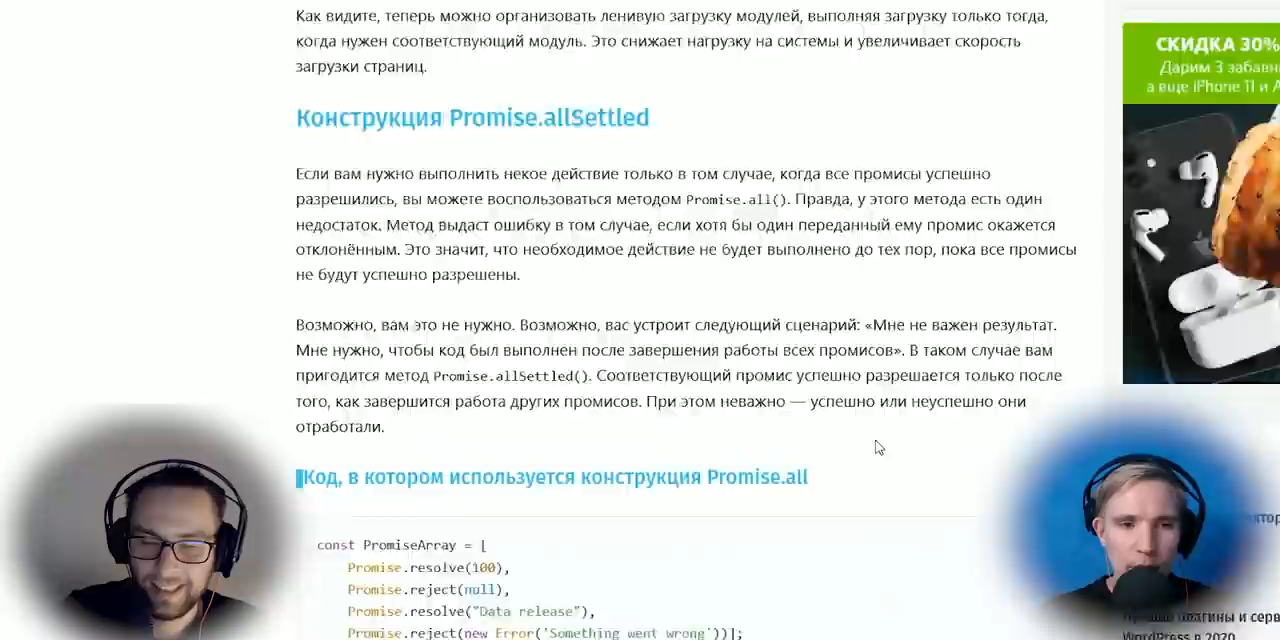 Как видите, теперь можно организовать ленивую загрузку модулей, выполняя загрузку только тогда,
когда нужен соответствующий модуль. Это снижает нагрузку на системы и увеличивает скорость
загрузки страниц.
Конструкция Promise.allSettled
Если вам нужно выполнить некое действие только в том случае, когда все промисы успешно
разрешились, вы можете воспользоваться методом Promise.all(). Правда, у этого метода есть один
недостаток. Метод выдаст ошибку в том случае, если хотя бы один переданный ему промис окажется
отклонённым. Это значит, что необходимое действие не будет выполнено до тех пор, пока все промисы
не будут успешно разрешены.
Возможно, вам это не нужно. Возможно, вас устроит следующий сценарий: «Мне не важен результат.
Мне нужно, чтобы код был выполнен после завершения работы всех промисов». В таком случае вам
пригодится метод Promise.allSettled(). Соответствующий промис успешно разрешается только после
того, как завершится работа других промисов. При этом неважно — успешно или неуспешно они
отработали.
Код, в котором используется конструкция Promise.all
const PromiseArray = [
Promise.resolve(100),
Promise.reject(null),
Promise.resolve("Data release"),
Promise.reject(new Error('Something went wrong'))];
СКИДКА 30%
Дарим 3 забавн
а еще iPhone 11 и A
WordPress в 2020